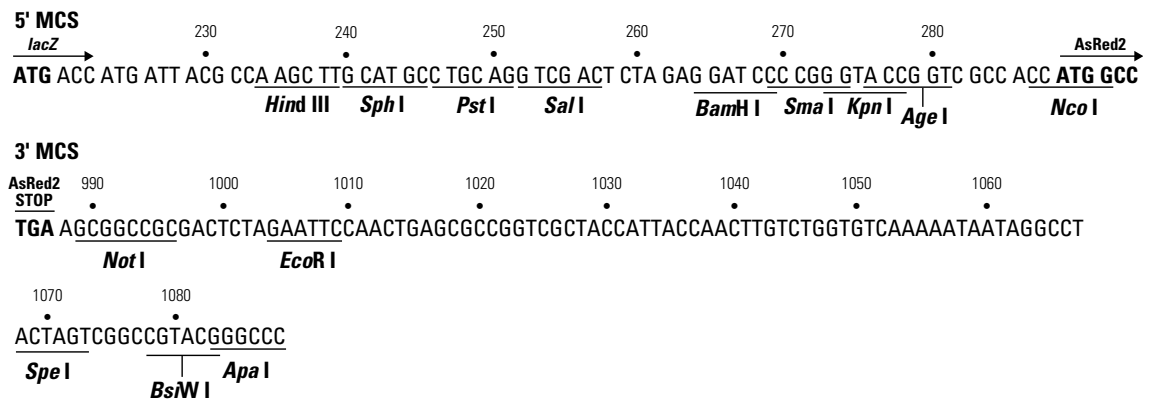 5' MCS
lacZ 230 240 250 260 270 280 AsRed2
ATG ACC ATG ATT ACG CCA AGC TTG CAT GCC TGC AGG TCG ACT CTA GAG GAT CCC CGG GTA CCG GTC GCC ACC ATG GCC
Hind III Sph I Pst I Sal I BamH I Sma I Kpn I Age I Nco I
3' MCS
AsRed2 990 1000 1010 1020 1030 1040 1050 1060
STOP
TGA AGCGGCCGCGACTCTAGAATTCCAACTGAGCGCCGGTCGCTACCATTACCAACTTGTCTGGTGTCAAAAATAATAGGCCT
Not I EcoR I
1070 1080
ACTAGTCGGCCGTACGGGCCC
Spe I BsiW I Apa I